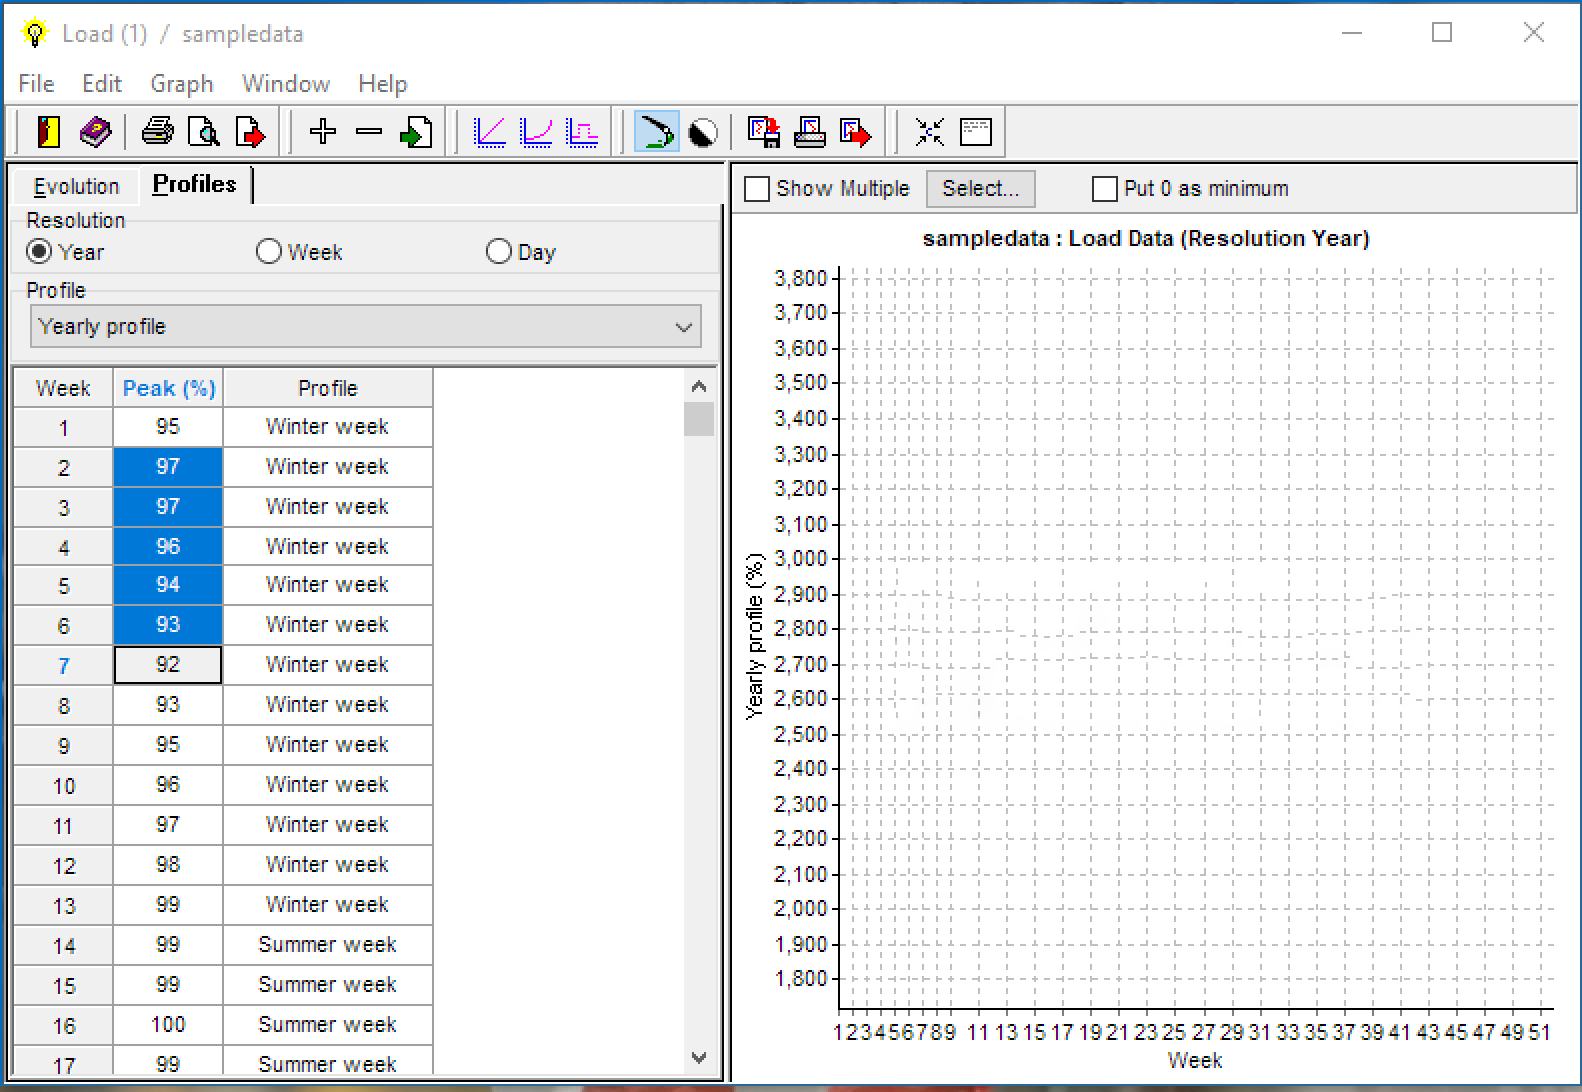 Load (1) / sampledata
File Edit Graph Window Help
Evolution Profiles
Resolution
Year Week Day
Profile
Yearly profile
Week Peak (%) Profile
1 95 Winter week
2 97 Winter week
3 97 Winter week
4 96 Winter week
5 94 Winter week
6 93 Winter week
7 92 Winter week
8 93 Winter week
9 95 Winter week
10 96 Winter week
11 97 Winter week
12 98 Winter week
13 99 Winter week
14 99 Summer week
15 99 Summer week
16 100 Summer week
17 99 Summer week
Show Multiple Select... Put 0 as minimum
sampledata : Load Data (Resolution Year)
Yearly profile (%)
3,800
3,700
3,600
3,500
3,400
3,300
3,200
3,100
3,000
2,900
2,800
2,700
2,600
2,500
2,400
2,300
2,200
2,100
2,000
1,900
1,800
1 2 3 4 5 6 7 8 9 11 13 15 17 19 21 23 25 27 29 31 33 35 37 39 41 43 45 47 49 51
Week